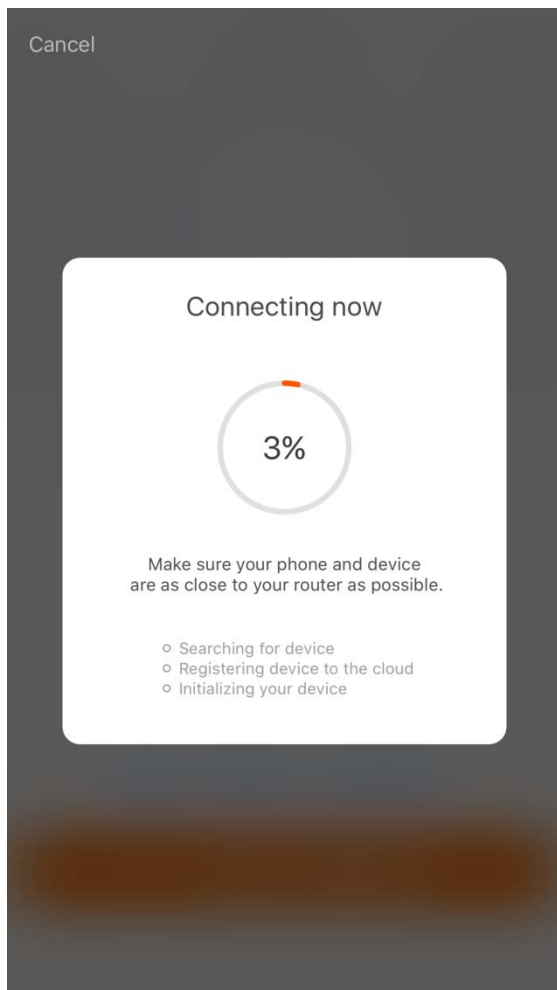 Cancel
Connecting now
3%
Make sure your phone and device
are as close to your router as possible.
Searching for device
Registering device to the cloud
Initializing your device